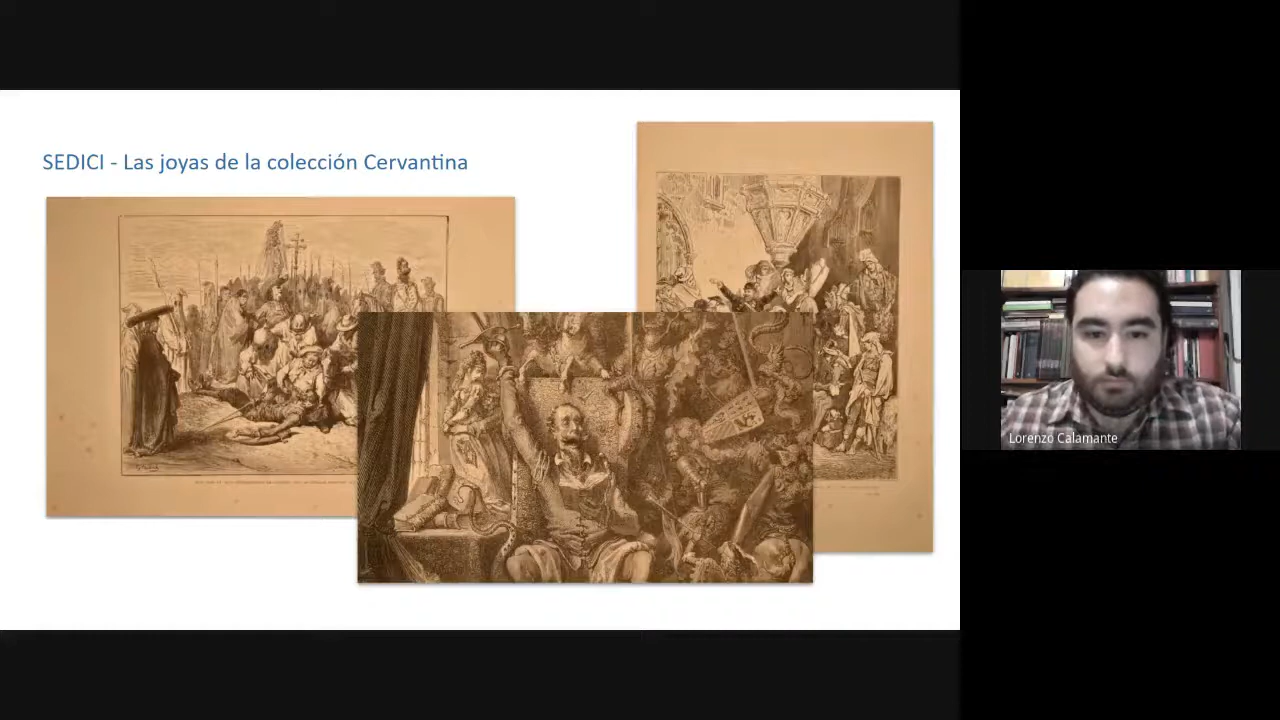 SEDICI - Las joyas de la colección Cervantina
Lorenzo Calamante